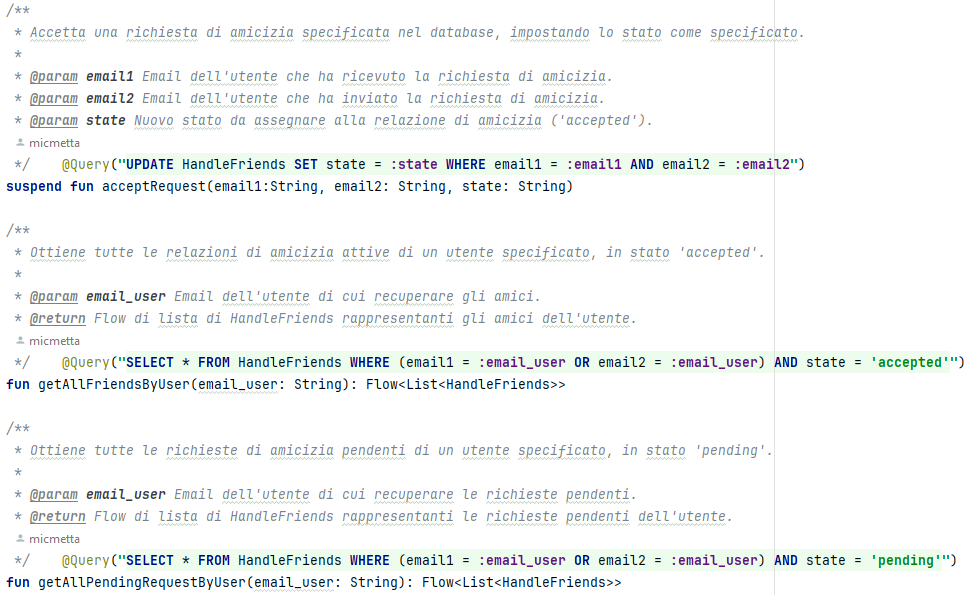 /**
 * Accetta una richiesta di amicizia specificata nel database, impostando lo stato come specificato.
 *
 * @param email1 Email dell'utente che ha ricevuto la richiesta di amicizia.
 * @param email2 Email dell'utente che ha inviato la richiesta di amicizia.
 * @param state Nuovo stato da assegnare alla relazione di amicizia ('accepted').
micmetta
 */    @Query("UPDATE HandleFriends SET state = :state WHERE email1 = :email1 AND email2 = :email2")
suspend fun acceptRequest(email1:String, email2: String, state: String)
/**
 * Ottiene tutte le relazioni di amicizia attive di un utente specificato, in stato 'accepted'.
 *
 * @param email_user Email dell'utente di cui recuperare gli amici.
 * @return Flow di lista di HandleFriends rappresentanti gli amici dell'utente.
micmetta
 */    @Query("SELECT * FROM HandleFriends WHERE (email1 = :email_user OR email2 = :email_user) AND state = 'accepted'")
fun getAllFriendsByUser(email_user: String): Flow<List<HandleFriends>>
/**
 * Ottiene tutte le richieste di amicizia pendenti di un utente specificato, in stato 'pending'.
 *
 * @param email_user Email dell'utente di cui recuperare le richieste pendenti.
 * @return Flow di lista di HandleFriends rappresentanti le richieste pendenti dell'utente.
micmetta
 */    @Query("SELECT * FROM HandleFriends WHERE (email1 = :email_user OR email2 = :email_user) AND state = 'pending'")
fun getAllPendingRequestByUser(email_user: String): Flow<List<HandleFriends>>